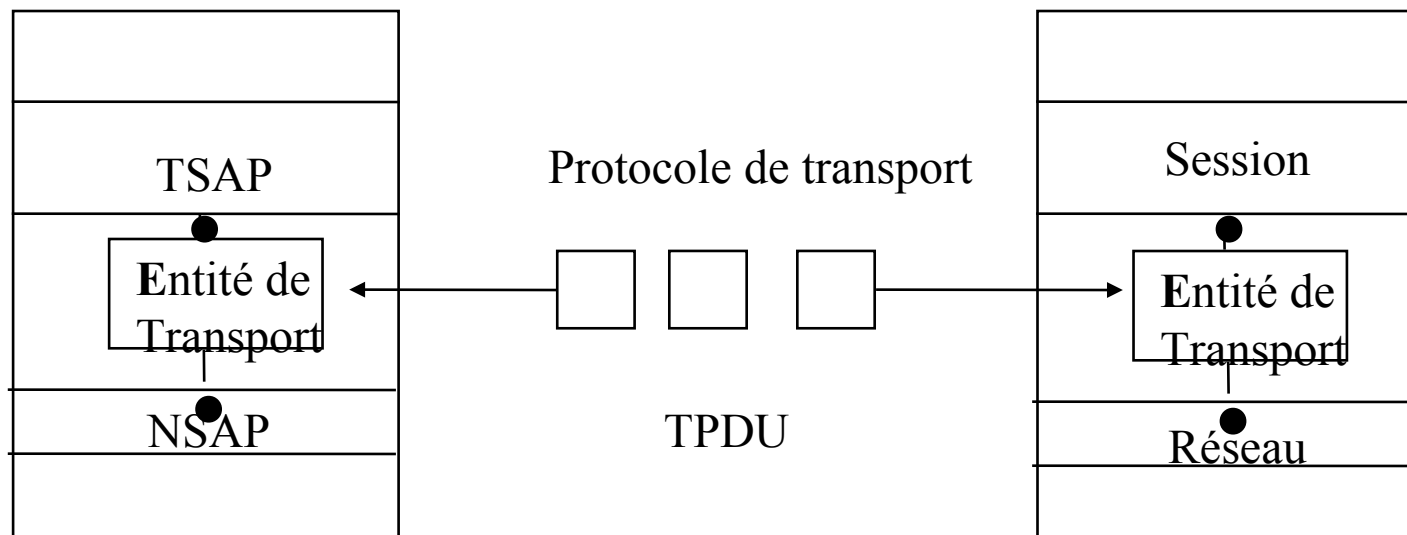 TSAP
Protocole de transport
Session
Entité de
Transport
Entité de
Transport
NSAP
TPDU
Réseau